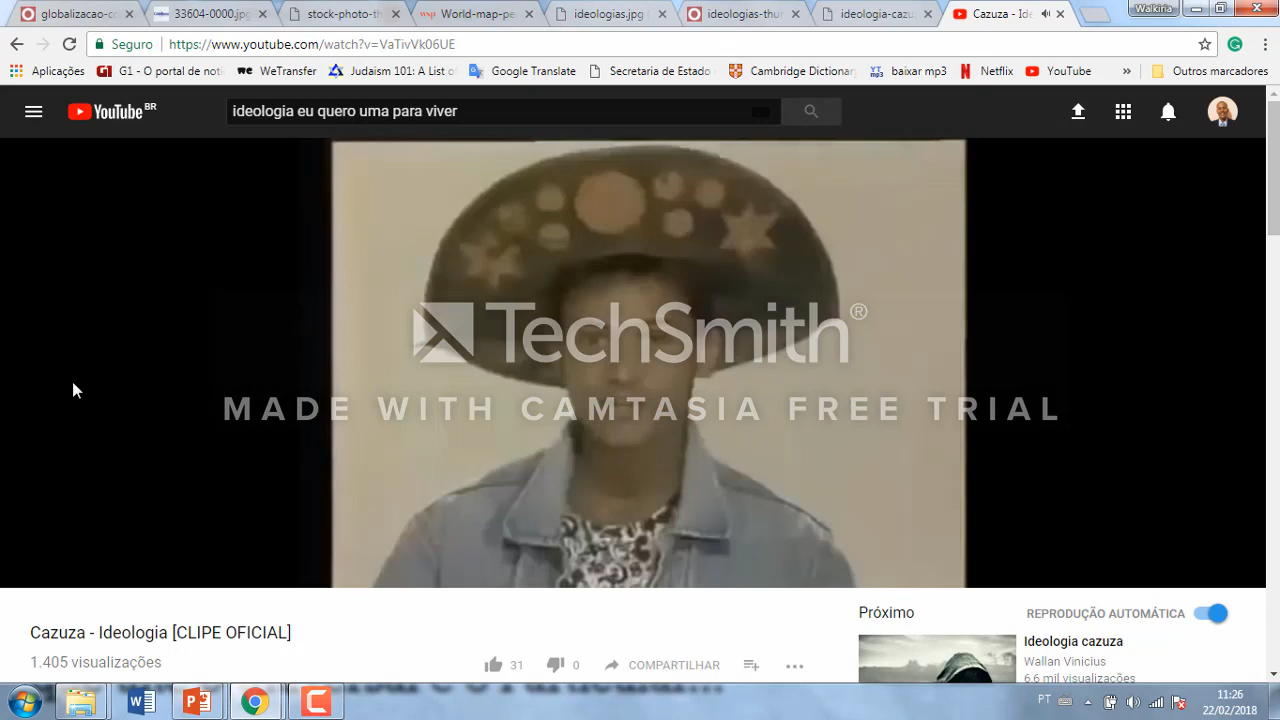 globalizacao-co
33604-0000.jpg
stock-photo-th
World-map-pe
ideologias.jpg
ideologias-thu
ideologia-cazu
Cazuza - Ide
Walkiria
Seguro
https://www.youtube.com/watch?v=VaTivVk06UE
Aplicações
G1 - O portal de notí
WeTransfer
Judaism 101: A List o
Google Translate
Secretaria de Estado
Cambridge Dictionar
baixar mp3
Netflix
YouTube
»
Outros marcadores
YouTube BR
ideologia eu quero uma para viver
TechSmith®
MADE WITH CAMTASIA FREE TRIAL
Cazuza - Ideologia [CLIPE OFICIAL]
1.405 visualizações
31
0
COMPARTILHAR
Próximo
REPRODUÇÃO AUTOMÁTICA
Ideologia cazuza
Wallan Vinicius
6,6 mil visualizações
PT
11:26
22/02/2018